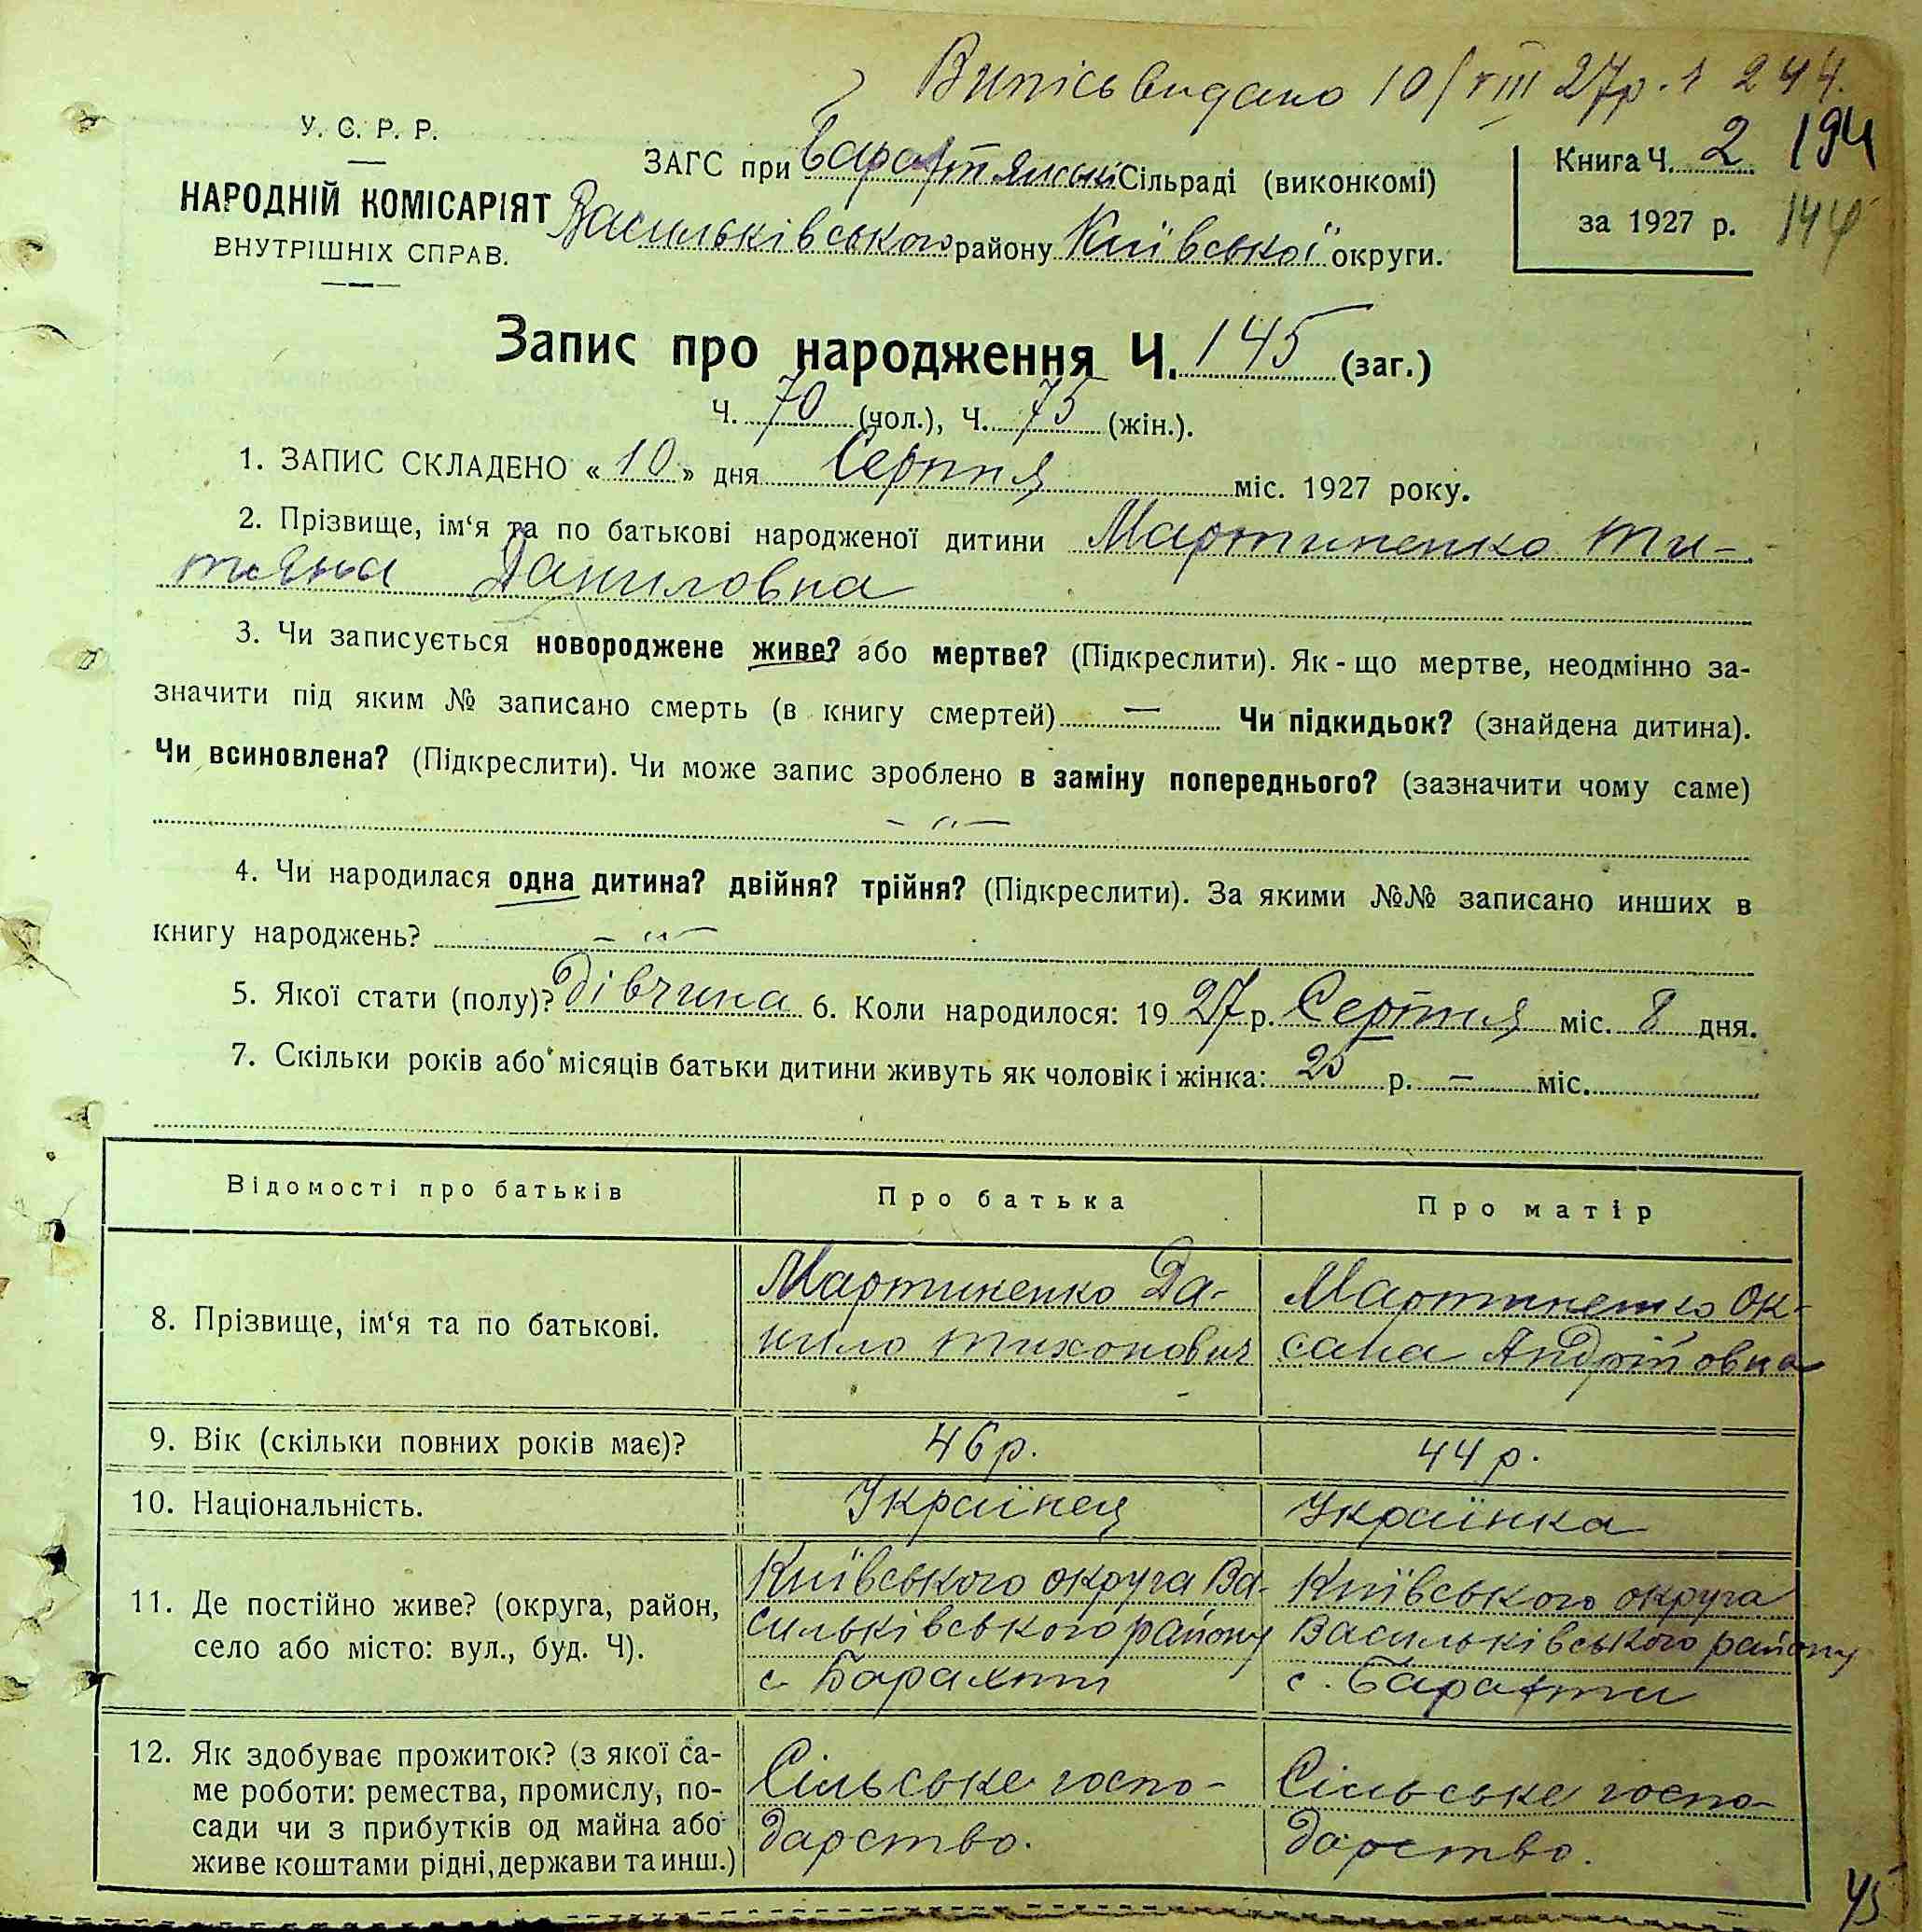 Випісь видано 10/VIII 27р. 244.
У. С. Р. Р.
НАРОДНІЙ КОМІСАРІЯТ
ВНУТРІШНІХ СПРАВ.
ЗАГС при Барахтянські Сільраді (виконкомі)
Васильківського району Київської округи.
Книга Ч. 2 194
за 1927 р. 144
Запис про народження Ч. 145 (заг.)
Ч. 70 (чол.), Ч. 75 (жін.).
1. ЗАПИС СКЛАДЕНО «10» дня Серпня міс. 1927 року.
2. Прізвище, ім‘я та по батькові народженої дитини Мартиненко Ти-
тяна Даниловна
3. Чи записується новороджене живе? або мертве? (Підкреслити). Як-що мертве, неодмінно за-
значити під яким № записано смерть (в книгу смертей) — Чи підкидьок? (знайдена дитина).
Чи всиновлена? (Підкреслити). Чи може запис зроблено в заміну попереднього? (зазначити чому саме)
– " –
4. Чи народилася одна дитина? двійня? трійня? (Підкреслити). За якими №№ записано инших в
книгу народжень? – " –
5. Якої стати (полу)? Дівчина 6. Коли народилося: 1927 р. Серпня міс. 8 дня.
7. Скільки років або місяців батьки дитини живуть як чоловік і жінка: 25 р. – міс.
Відомості про батьків
Про батька
Про матір
8. Прізвище, ім‘я та по батькові.
Мартиненко Да-
нило Тихонович
Мартиненко Ок-
сана Андрійовна
9. Вік (скільки повних років має)?
46 р.
44 р.
10. Національність.
Українец
Українка
11. Де постійно живе? (округа, район,
село або місто: вул., буд. Ч).
Київського округа Ва-
сильківського району
с. Барахти
Київського округа
Васильківського району
с. Барахти
12. Як здобуває прожиток? (з якої са-
ме роботи: ремества, промислу, по-
сади чи з прибутків од майна або
живе коштами рідні, держави та инш.)
Сільське госпо-
дарство.
Сільське госпо-
дарство.
45